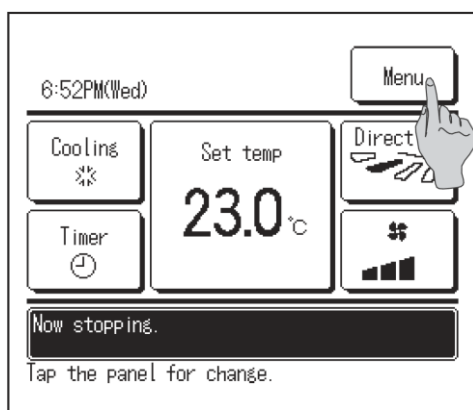 6:52PM(Wed)
Menu
Cooling
Set temp
Direct
23.0°C
Timer
Now stopping.
Tap the panel for change.